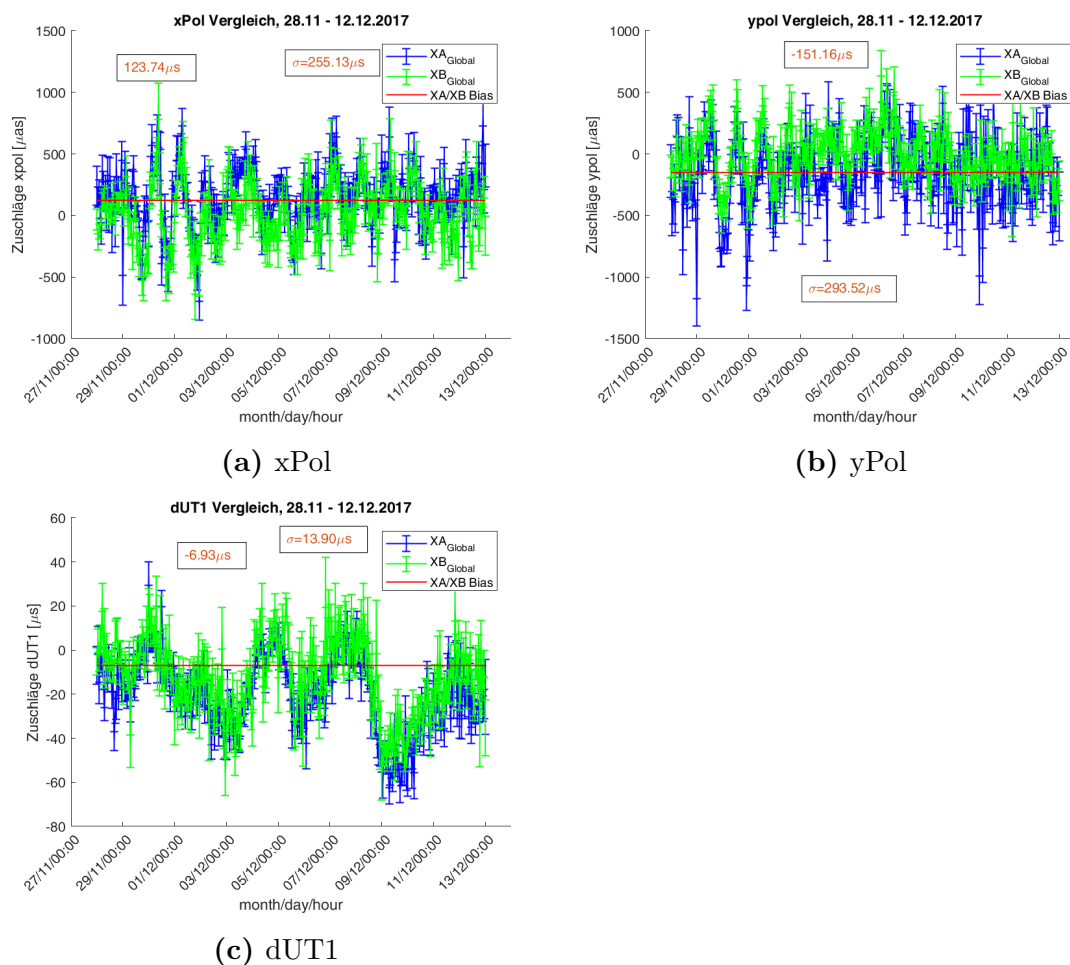 xPol Vergleich, 28.11 - 12.12.2017
1500
1000
500
0
-500
-1000
Zuschläge xpol [μas]
123.74μs
σ=255.13μs
XA_Global
XB_Global
XA/XB Bias
27/11/00:00
29/11/00:00
01/12/00:00
03/12/00:00
05/12/00:00
07/12/00:00
09/12/00:00
11/12/00:00
13/12/00:00
month/day/hour
(a) xPol
ypol Vergleich, 28.11 - 12.12.2017
1000
500
0
-500
-1000
-1500
Zuschläge ypol [μas]
-151.16μs
σ=293.52μs
XA_Global
XB_Global
XA/XB Bias
27/11/00:00
29/11/00:00
01/12/00:00
03/12/00:00
05/12/00:00
07/12/00:00
09/12/00:00
11/12/00:00
13/12/00:00
month/day/hour
(b) yPol
dUT1 Vergleich, 28.11 - 12.12.2017
60
40
20
0
-20
-40
-60
-80
Zuschläge dUT1 [μs]
-6.93μs
σ=13.90μs
XA_Global
XB_Global
XA/XB Bias
27/11/00:00
29/11/00:00
01/12/00:00
03/12/00:00
05/12/00:00
07/12/00:00
09/12/00:00
11/12/00:00
13/12/00:00
month/day/hour
(c) dUT1